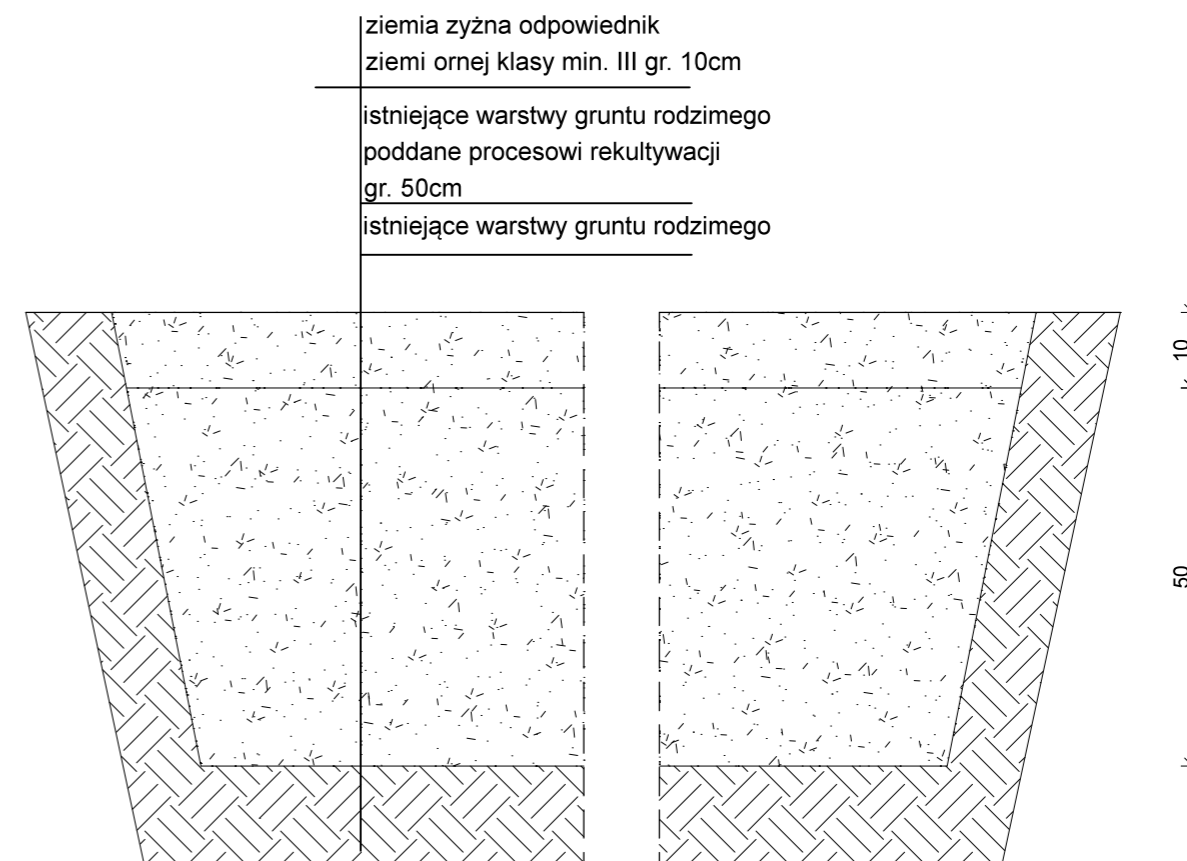 ziemia zyżna odpowiednik
ziemi ornej klasy min. III gr. 10cm
istniejące warstwy gruntu rodzimego
poddane procesowi rekultywacji
gr. 50cm
istniejące warstwy gruntu rodzimego
10
50